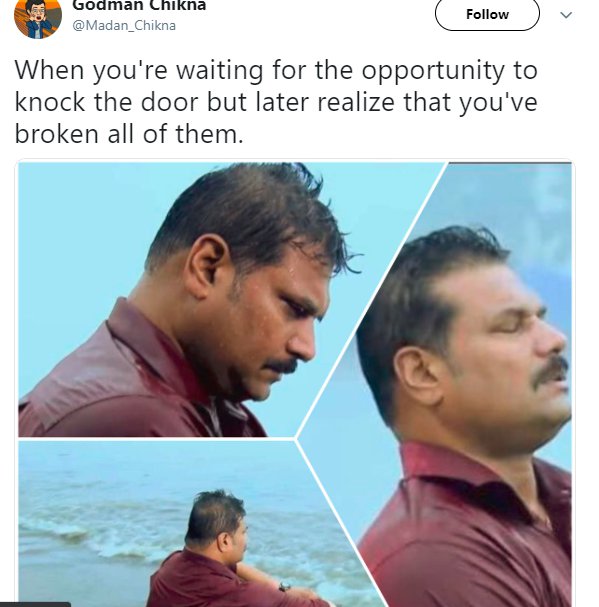 Godman Chikna
@Madan_Chikna
Follow
When you're waiting for the opportunity to
knock the door but later realize that you've
broken all of them.